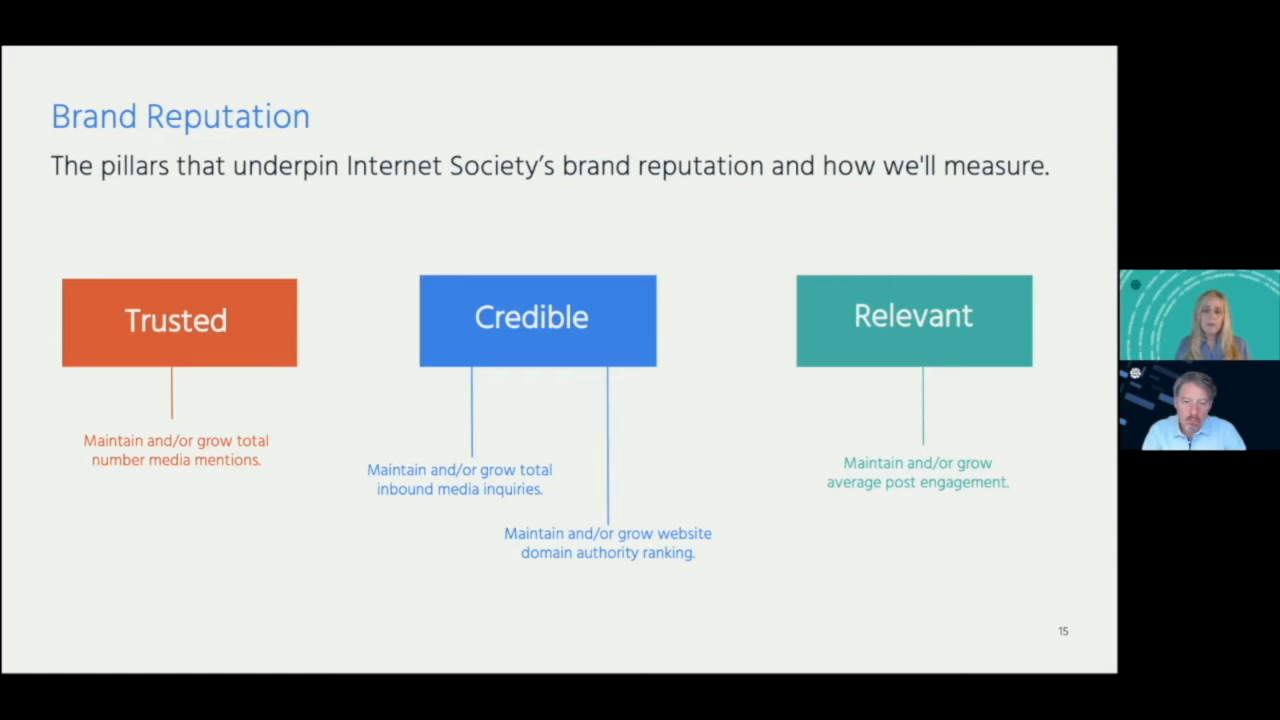 Brand Reputation
The pillars that underpin Internet Society's brand reputation and how we'll measure.
Trusted
Credible
Relevant
Maintain and/or grow total
number media mentions.
Maintain and/or grow total
inbound media inquiries.
Maintain and/or grow website
domain authority ranking.
Maintain and/or grow
average post engagement.
15